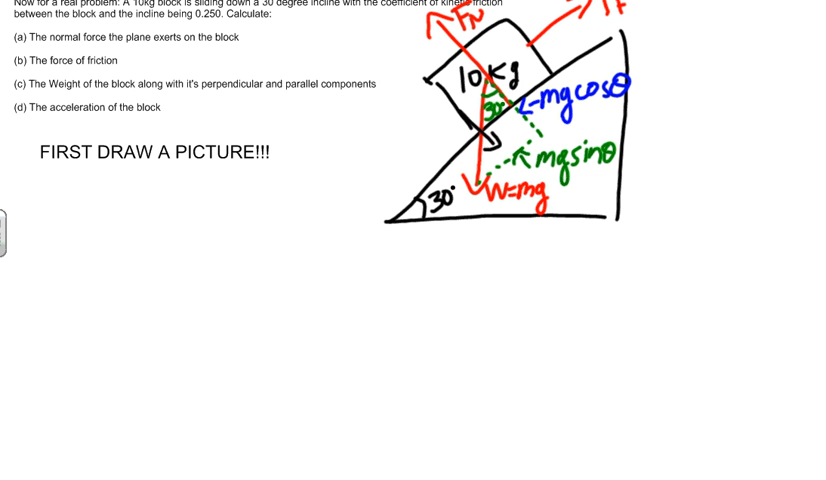 Now for a real problem: A 10kg block is sliding down a 30 degree incline with the coefficient of kinetic friction
between the block and the incline being 0.250. Calculate:
(a) The normal force the plane exerts on the block
(b) The force of friction
(c) The Weight of the block along with it's perpendicular and parallel components
(d) The acceleration of the block
FIRST DRAW A PICTURE!!!
FN
10kg
30°
mgcosθ
mgsinθ
W=mg
30°